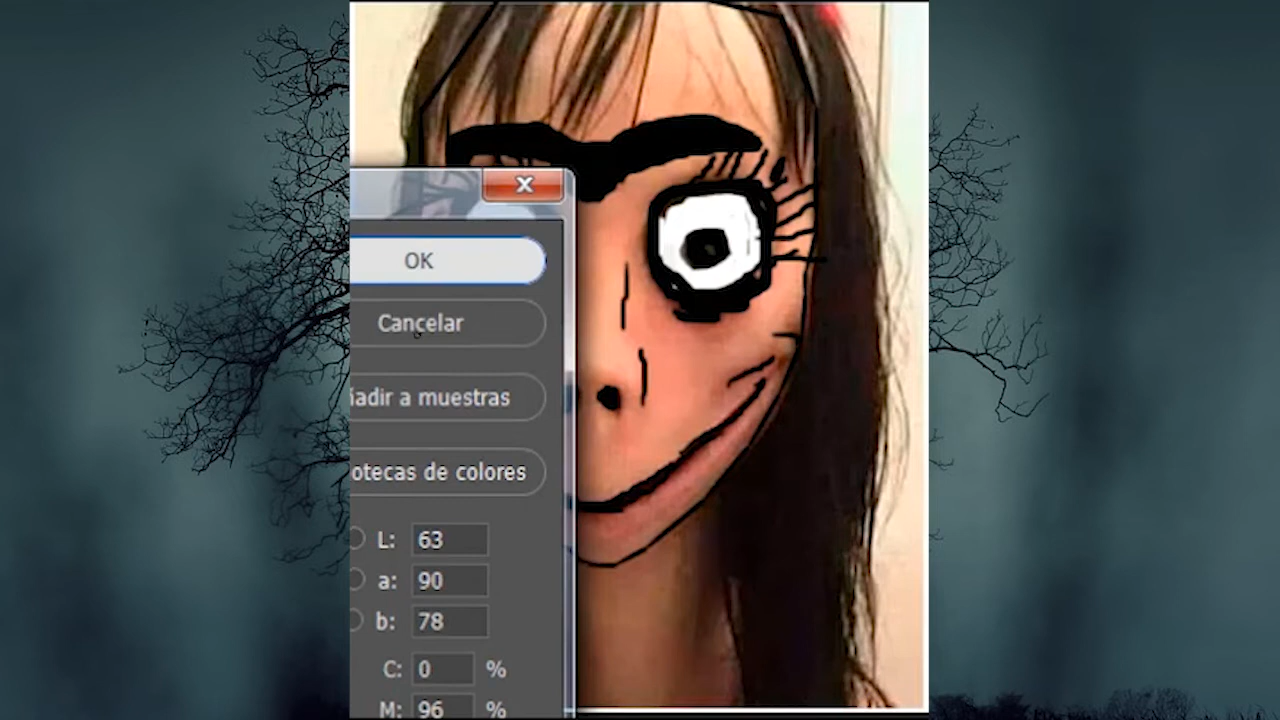 OK
Cancelar
ñadir a muestras
otecas de colores
L: 63
a: 90
b: 78
C: 0 %
M: 96 %